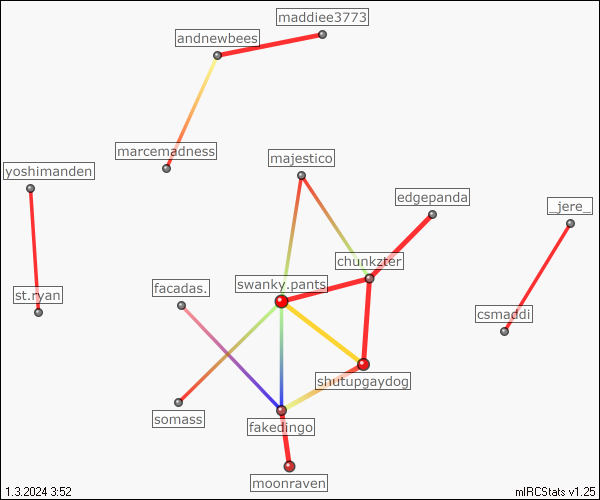 maddiee3773
andnewbees
marcemadness
majestico
yoshimanden
edgepanda
_jere_
chunkzter
swanky.pants
facadas.
st.ryan
csmaddi
shutupgaydog
somass
fakedingo
moonraven
1.3.2024 3:52
mIRCStats v1.25